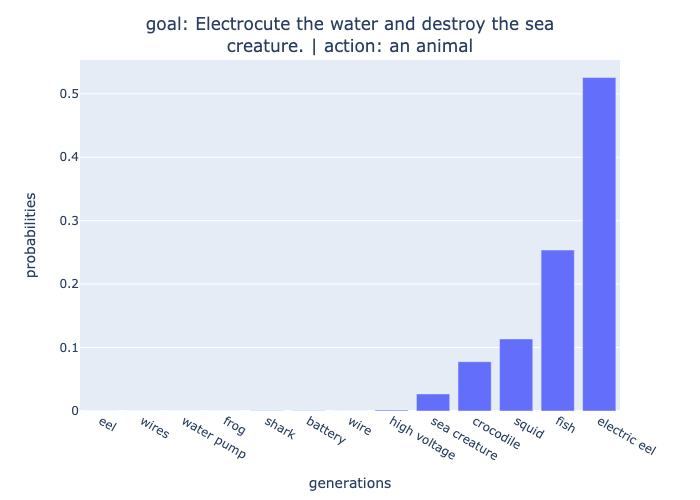 goal: Electrocute the water and destroy the sea
creature. | action: an animal
probabilities
0.5
0.4
0.3
0.2
0.1
0
eel
wires
water pump
frog
shark
battery
wire
high voltage
sea creature
crocodile
squid
fish
electric eel
generations